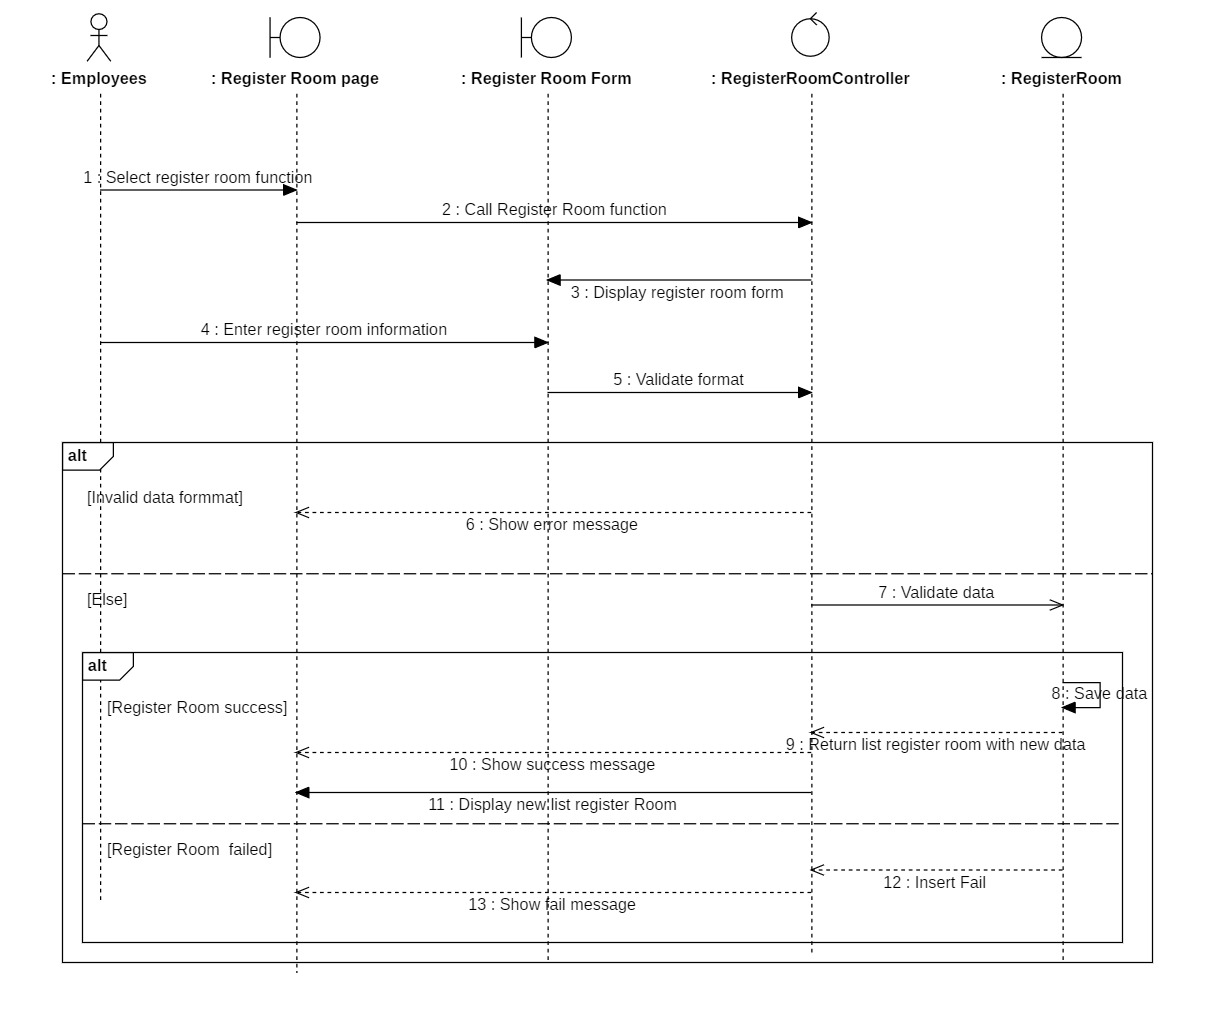 : Employees
: Register Room page
: Register Room Form
: RegisterRoomController
: RegisterRoom
1 : Select register room function
2 : Call Register Room function
3 : Display register room form
4 : Enter register room information
5 : Validate format
alt
[Invalid data formmat]
6 : Show error message
[Else]
7 : Validate data
alt
8 : Save data
[Register Room success]
9 : Return list register room with new data
10 : Show success message
11 : Display new list register Room
[Register Room  failed]
12 : Insert Fail
13 : Show fail message